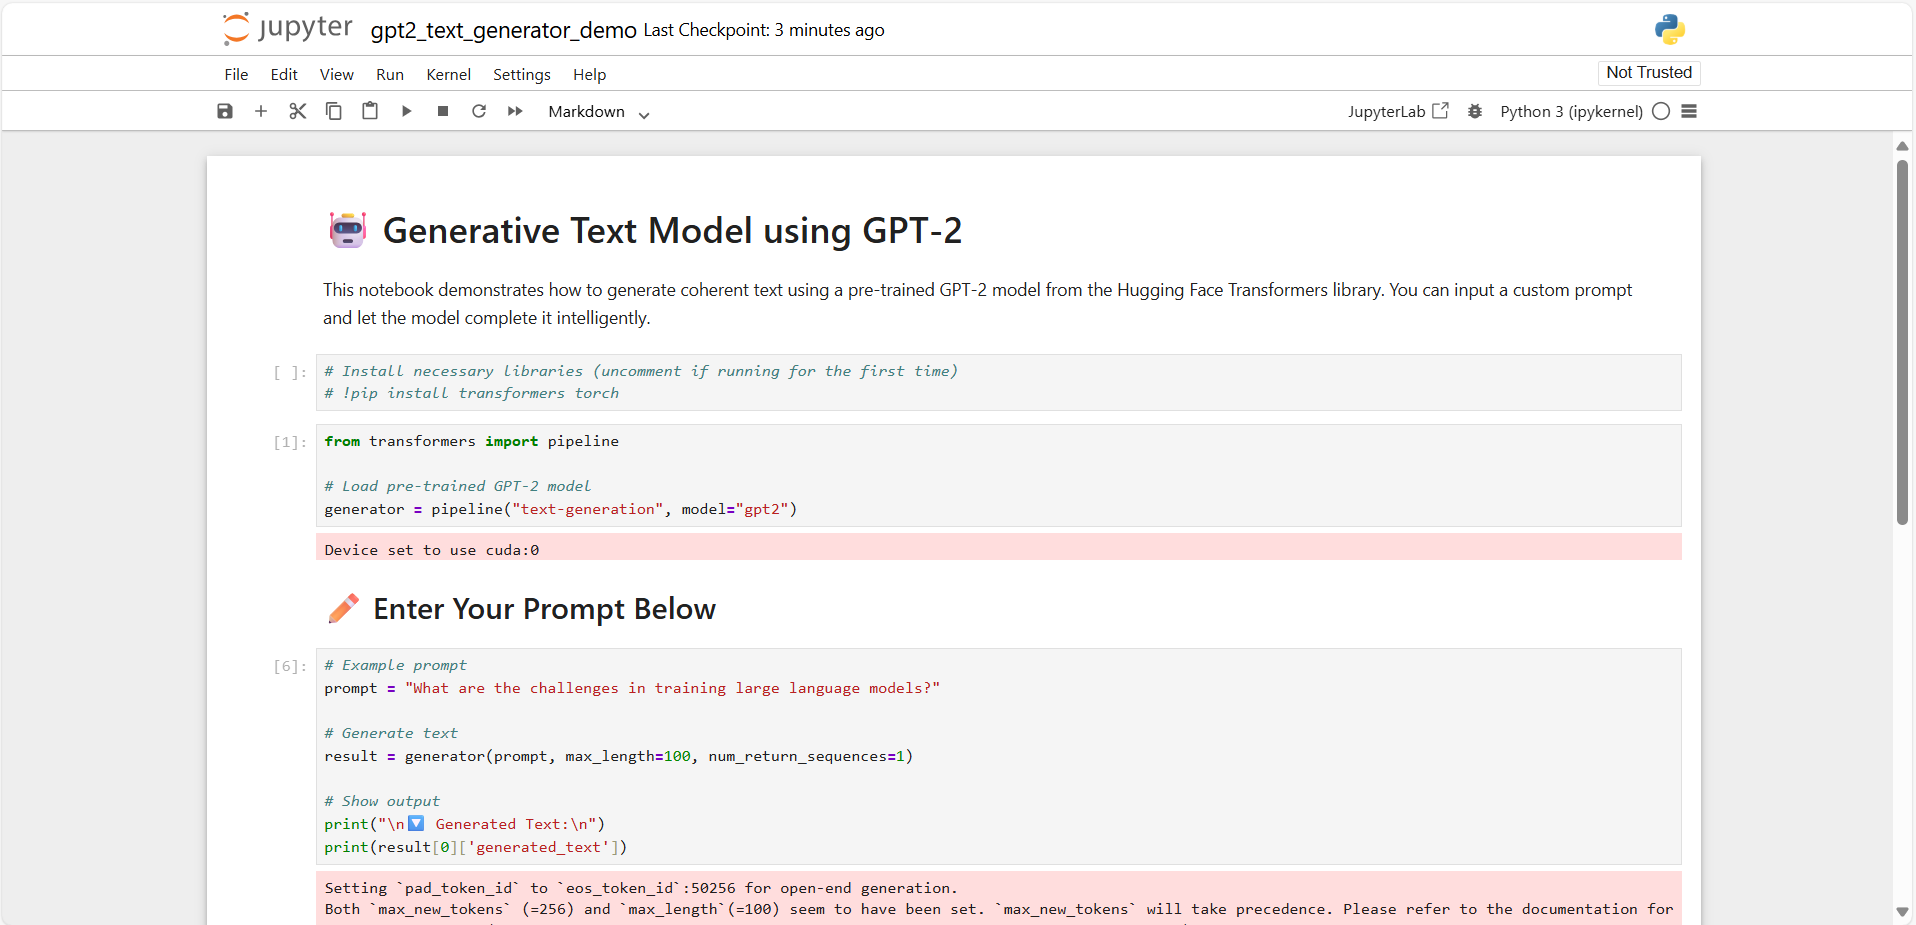 jupyter gpt2_text_generator_demo Last Checkpoint: 3 minutes ago
File Edit View Run Kernel Settings Help
Not Trusted
Markdown
JupyterLab Python 3 (ipykernel)
🤖 Generative Text Model using GPT-2
This notebook demonstrates how to generate coherent text using a pre-trained GPT-2 model from the Hugging Face Transformers library. You can input a custom prompt
and let the model complete it intelligently.
[ ]: # Install necessary libraries (uncomment if running for the first time)
# !pip install transformers torch
[1]: from transformers import pipeline
# Load pre-trained GPT-2 model
generator = pipeline("text-generation", model="gpt2")
Device set to use cuda:0
✏️ Enter Your Prompt Below
[6]: # Example prompt
prompt = "What are the challenges in training large language models?"
# Generate text
result = generator(prompt, max_length=100, num_return_sequences=1)
# Show output
print("\n🔽 Generated Text:\n")
print(result[0]['generated_text'])
Setting `pad_token_id` to `eos_token_id`:50256 for open-end generation.
Both `max_new_tokens` (=256) and `max_length`(=100) seem to have been set. `max_new_tokens` will take precedence. Please refer to the documentation for